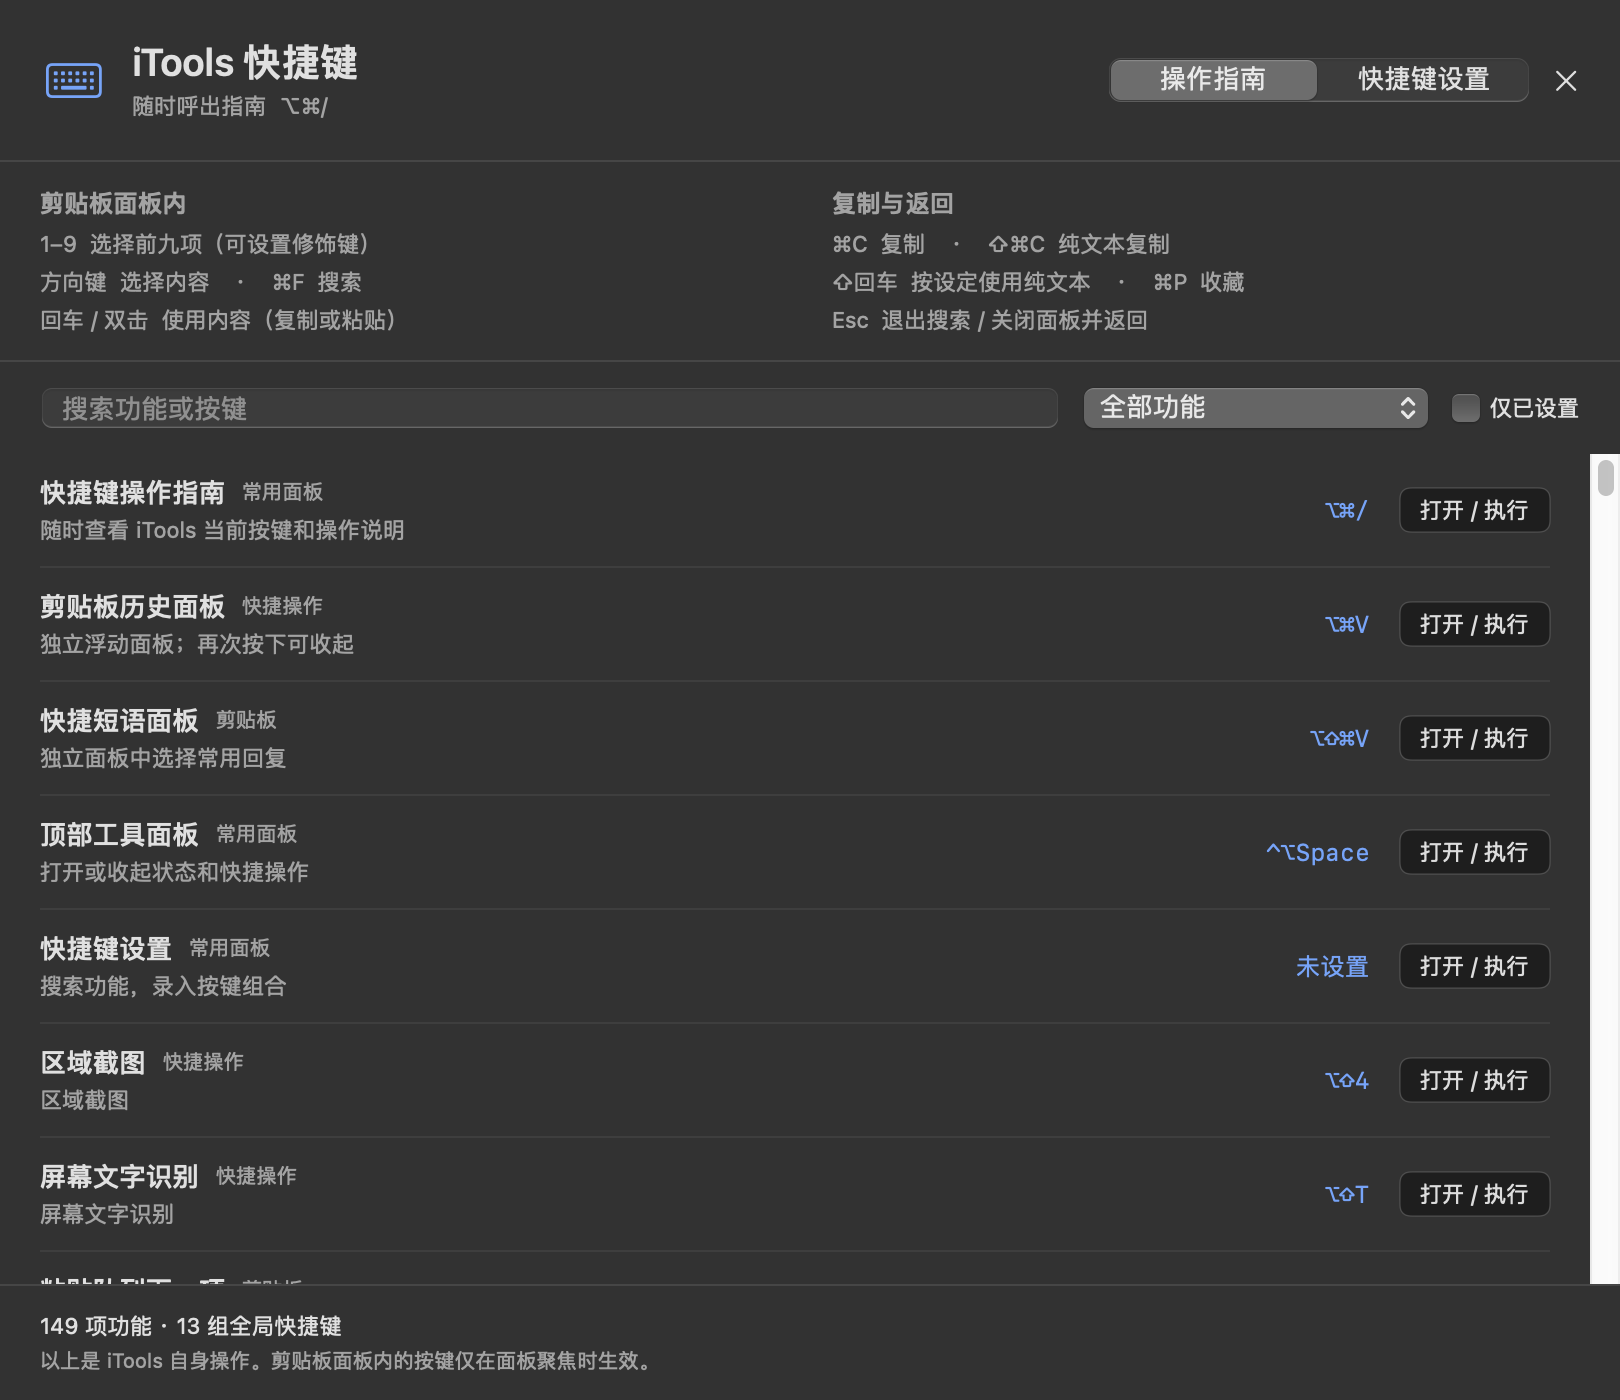 iTools 快捷键
随时呼出指南 ⌥⌘/
操作指南
快捷键设置
剪贴板面板内
1–9 选择前九项（可设置修饰键）
方向键 选择内容 · ⌘F 搜索
回车 / 双击 使用内容（复制或粘贴）
复制与返回
⌘C 复制 · ⇧⌘C 纯文本复制
⇧回车 按设定使用纯文本 · ⌘P 收藏
Esc 退出搜索 / 关闭面板并返回
搜索功能或按键
全部功能
仅已设置
快捷键操作指南 常用面板
随时查看 iTools 当前按键和操作说明
⌥⌘/
打开 / 执行
剪贴板历史面板 快捷操作
独立浮动面板；再次按下可收起
⌥⌘V
打开 / 执行
快捷短语面板 剪贴板
独立面板中选择常用回复
⌥⇧⌘V
打开 / 执行
顶部工具面板 常用面板
打开或收起状态和快捷操作
^⌥Space
打开 / 执行
快捷键设置 常用面板
搜索功能，录入按键组合
未设置
打开 / 执行
区域截图 快捷操作
区域截图
⌥⇧4
打开 / 执行
屏幕文字识别 快捷操作
屏幕文字识别
⌥⇧T
打开 / 执行
149 项功能 · 13 组全局快捷键
以上是 iTools 自身操作。剪贴板面板内的按键仅在面板聚焦时生效。